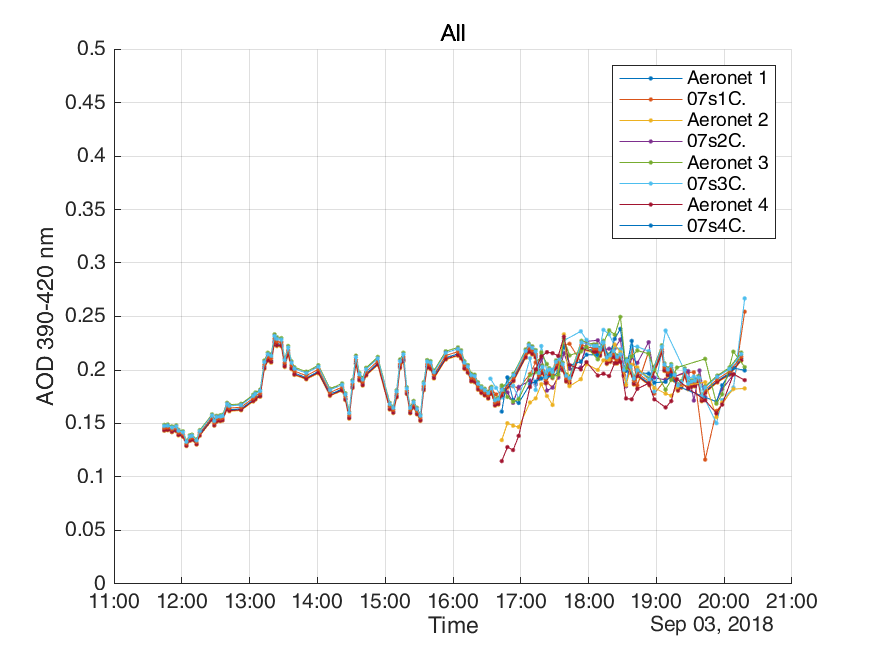 All
0.5
0.45
0.4
0.35
0.3
0.25
0.2
0.15
0.1
0.05
0
AOD 390-420 nm
Aeronet 1
07s1C.
Aeronet 2
07s2C.
Aeronet 3
07s3C.
Aeronet 4
07s4C.
11:00 12:00 13:00 14:00 15:00 16:00 17:00 18:00 19:00 20:00 21:00
Time
Sep 03, 2018